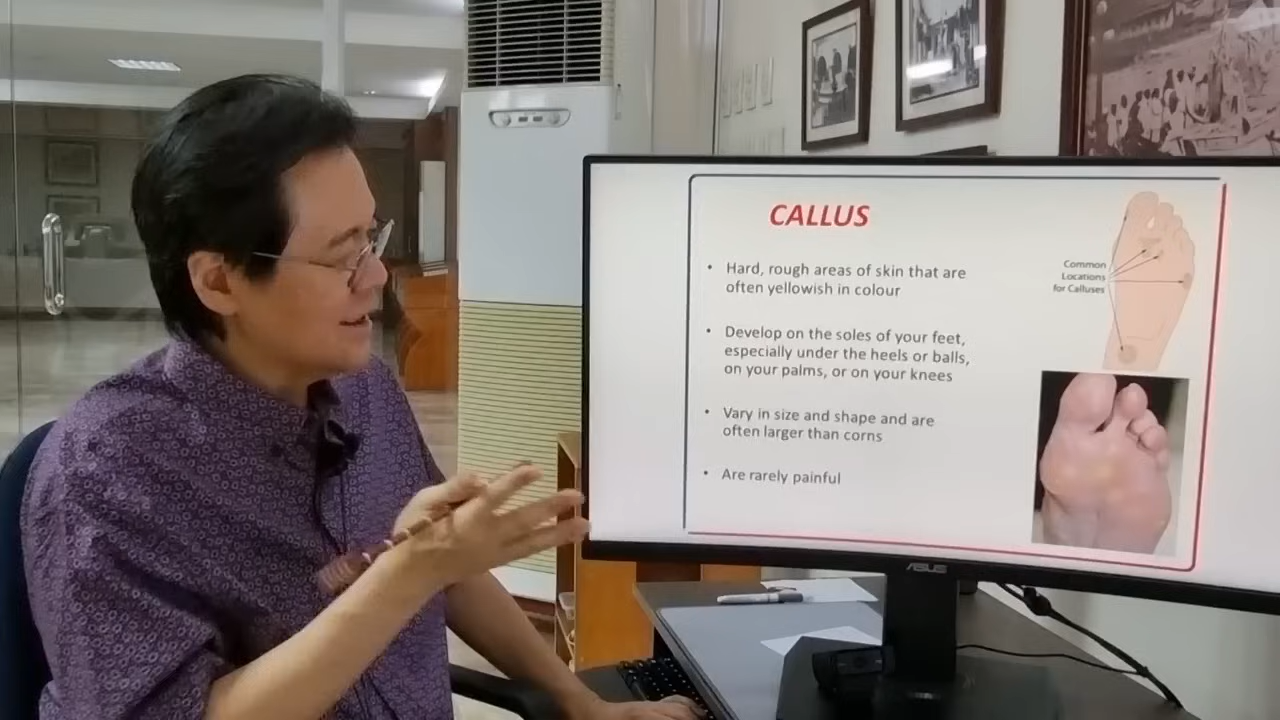 CALLUS
• Hard, rough areas of skin that are
often yellowish in colour
• Develop on the soles of your feet,
especially under the heels or balls,
on your palms, or on your knees
• Vary in size and shape and are
often larger than corns
• Are rarely painful
Common
Locations
for Calluses
ASUS